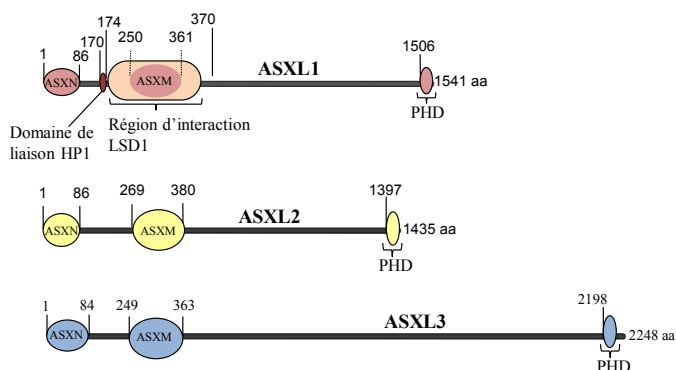 174
370
170
250
361
1506
1
86
ASXL1
ASXN
ASXM
1541 aa
PHD
Domaine de
liaison HP1
Région d’interaction
LSD1
1
86
269
380
1397
ASXL2
ASXN
ASXM
1435 aa
PHD
1
84
249
363
2198
ASXL3
ASXN
ASXM
2248 aa
PHD